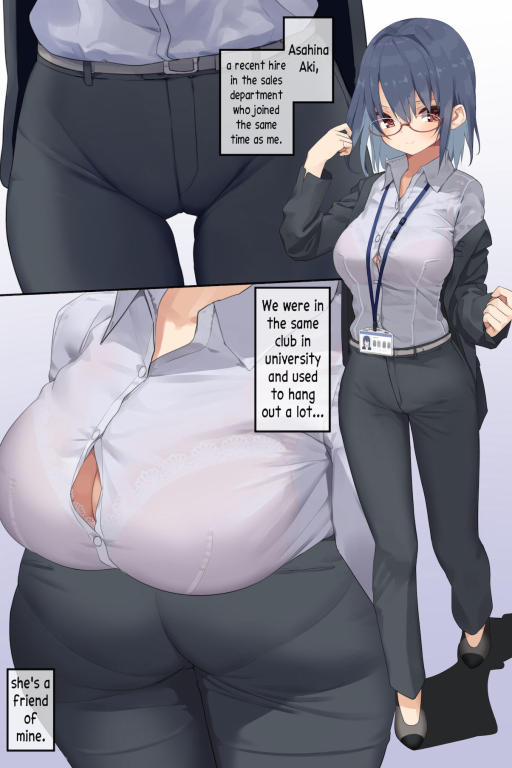 Asahina
Aki,
a recent hire
in the sales
department
who joined
the same
time as me.
We were in
the same
club in
university
and used
to hang
out a lot...
she's a
friend
of
mine.